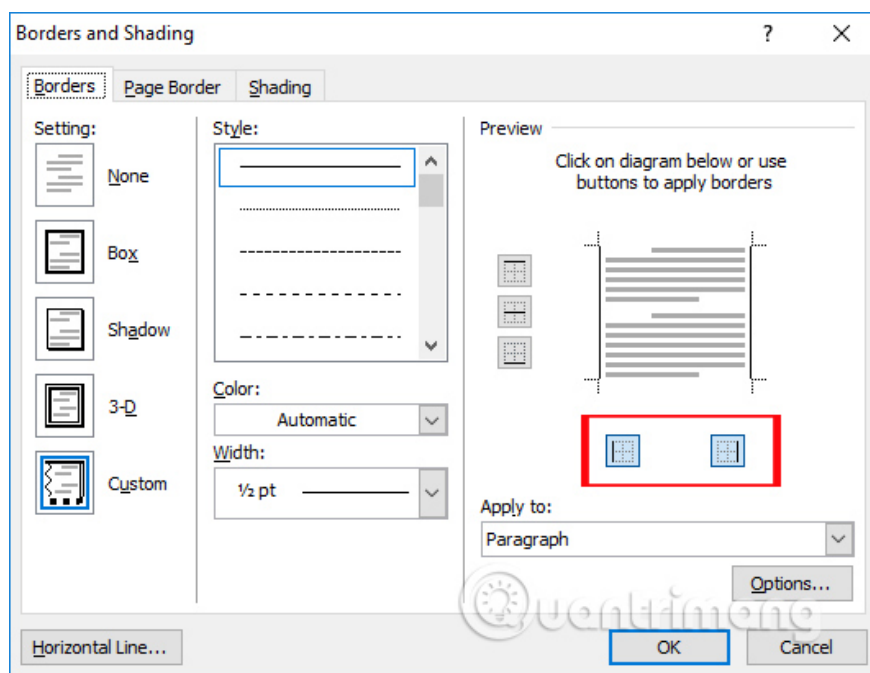 Borders and Shading
Borders
Page Border
Shading
Setting:
None
Box
Shadow
3-D
Custom
Style:
Color:
Automatic
Width:
½ pt
Preview
Click on diagram below or use
buttons to apply borders
Apply to:
Paragraph
Options...
Quantrimang
Horizontal Line...
OK
Cancel